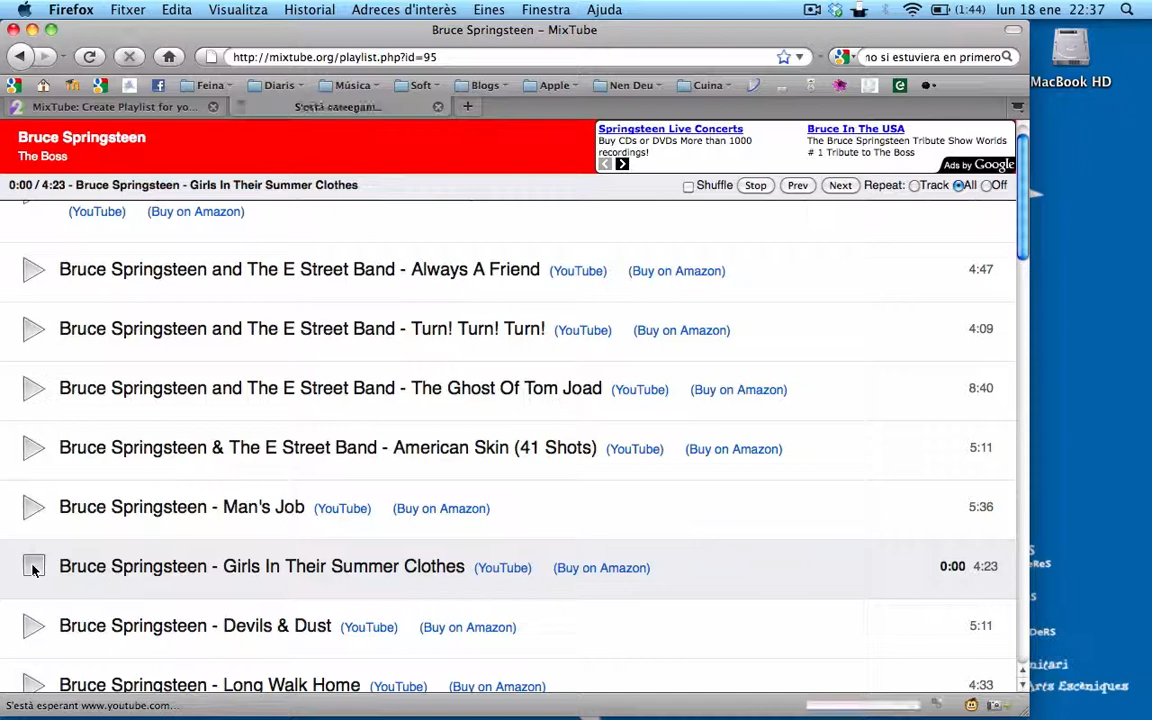 Firefox Fitxer Edita Visualitza Historial Adreces d'interès Eines Finestra Ajuda (1:44) lun 18 ene 22:37
Bruce Springsteen - MixTube
http://mixtube.org/playlist.php?id=95 no si estuviera en primero
MacBook HD
Feina Diaris Música Soft Blogs Apple Nen Deu Cuina
MixTube: Create Playlist for yo...
Bruce Springsteen
The Boss
Springsteen Live Concerts
Buy CDs or DVDs More than 1000
recordings!
Bruce In The USA
The Bruce Springsteen Tribute Show Worlds
# 1 Tribute to The Boss
Ads by Google
0:00 / 4:23 - Bruce Springsteen - Girls In Their Summer Clothes Shuffle Stop Prev Next Repeat: Track All Off
(YouTube) (Buy on Amazon)
Bruce Springsteen and The E Street Band - Always A Friend (YouTube) (Buy on Amazon) 4:47
Bruce Springsteen and The E Street Band - Turn! Turn! Turn! (YouTube) (Buy on Amazon) 4:09
Bruce Springsteen and The E Street Band - The Ghost Of Tom Joad (YouTube) (Buy on Amazon) 8:40
Bruce Springsteen & The E Street Band - American Skin (41 Shots) (YouTube) (Buy on Amazon) 5:11
Bruce Springsteen - Man's Job (YouTube) (Buy on Amazon) 5:36
Bruce Springsteen - Girls In Their Summer Clothes (YouTube) (Buy on Amazon) 0:00 4:23
Bruce Springsteen - Devils & Dust (YouTube) (Buy on Amazon) 5:11
Bruce Springsteen - Long Walk Home (YouTube) (Buy on Amazon) 4:33
S'està esperant www.youtube.com...